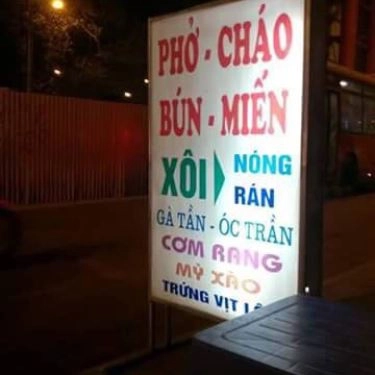 PHỞ - CHÁO
BÚN - MIẾN
XÔI NÓNG
RÁN
GÀ TẦN - ỐC TRẦN
CƠM RANG
MỲ XÀO
TRỨNG VỊT L